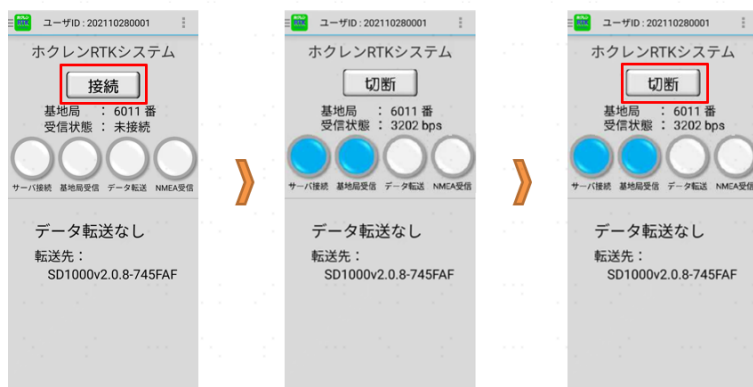 ユーザID : 202110280001
ホクレンRTKシステム
接続
基地局 : 6011 番
受信状態 : 未接続
サーバ接続 基地局受信 データ転送 NMEA受信
データ転送なし
転送先：
SD1000v2.0.8-745FAF
ユーザID : 202110280001
ホクレンRTKシステム
切断
基地局 : 6011 番
受信状態 : 3202 bps
サーバ接続 基地局受信 データ転送 NMEA受信
データ転送なし
転送先：
SD1000v2.0.8-745FAF
ユーザID : 202110280001
ホクレンRTKシステム
切断
基地局 : 6011 番
受信状態 : 3202 bps
サーバ接続 基地局受信 データ転送 NMEA受信
データ転送なし
転送先：
SD1000v2.0.8-745FAF